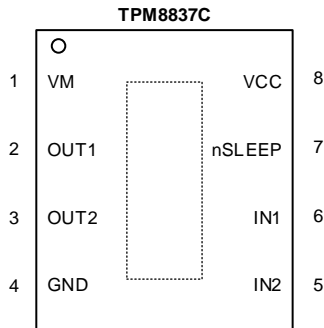 TPM8837C
1 VM VCC 8
2 OUT1 nSLEEP 7
3 OUT2 IN1 6
4 GND IN2 5